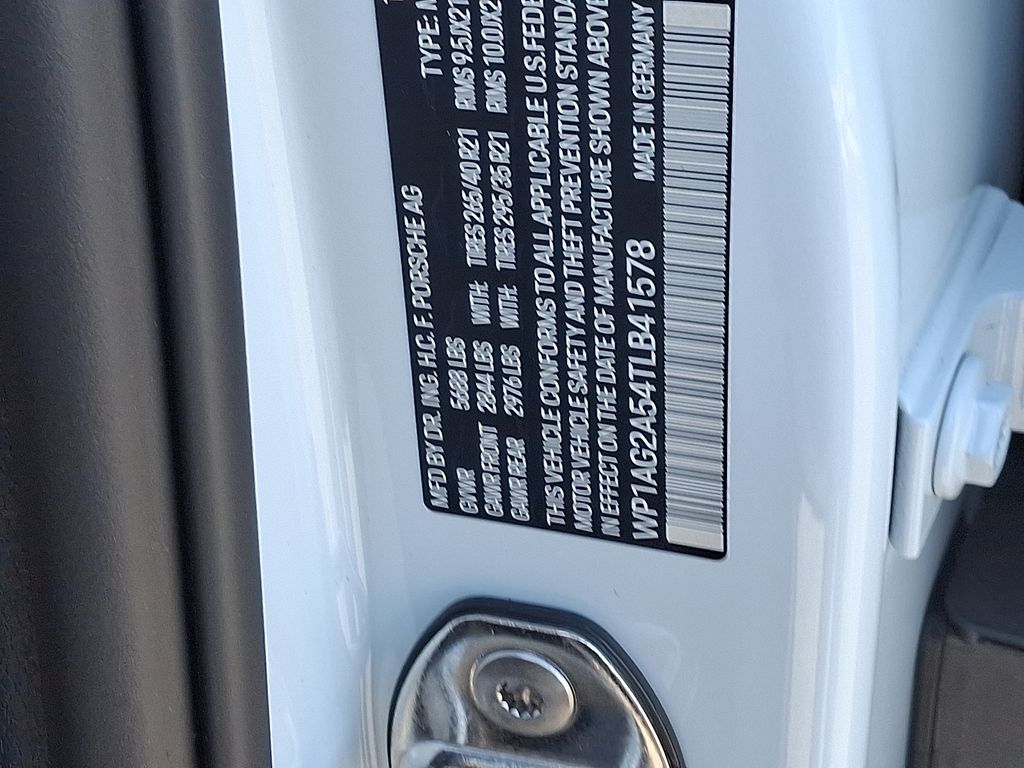 MFD BY DR. ING. H.C. F. PORSCHE AG TYPE:
GVWR 5688 LBS
GAWR FRONT 2844 LBS WITH: TIRES 265/40 R21 RIMS 9.5JX21
GAWR REAR 2976 LBS WITH: TIRES 295/35 R21 RIMS 10.0JX2
THIS VEHICLE CONFORMS TO ALL APPLICABLE U.S. FEDE
MOTOR VEHICLE SAFETY AND THEFT PREVENTION STANDA
IN EFFECT ON THE DATE OF MANUFACTURE SHOWN ABOVE
WP1AG2A54TLB41578 MADE IN GERMANY